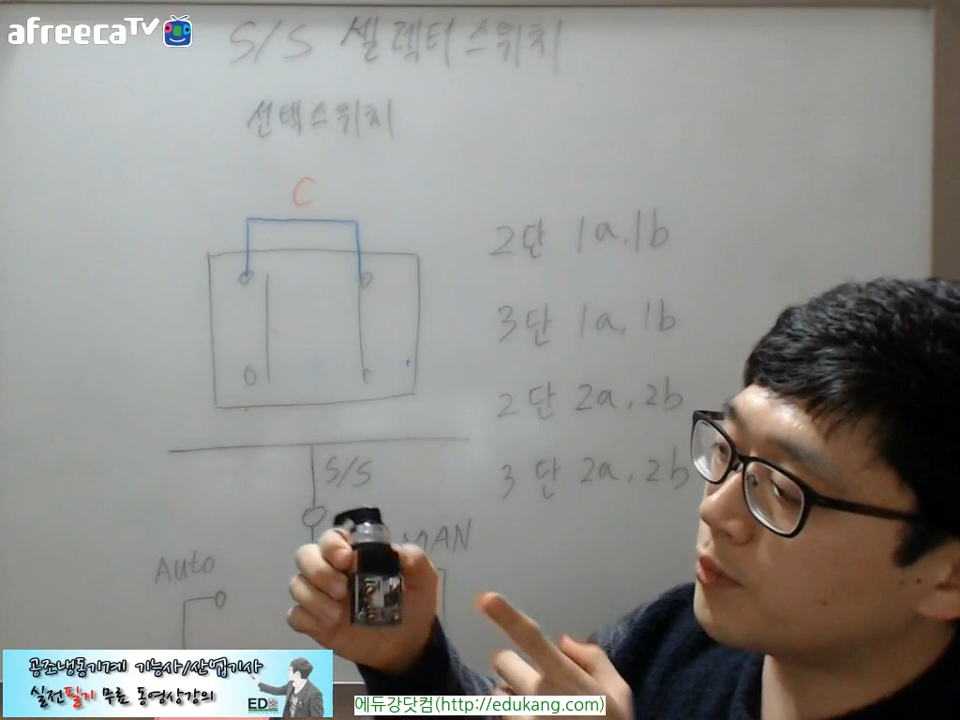 afreecaTV
S/S 셀렉터스위치
선택스위치
C
2단 1a, 1b
3단 1a, 1b
2단 2a, 2b
3단 2a, 2b
S/S
Auto
MAN
공조냉동기계 기능사/산업기사
실전필기 무료 동영상강의
ED
에듀강닷컴(http://edukang.com)